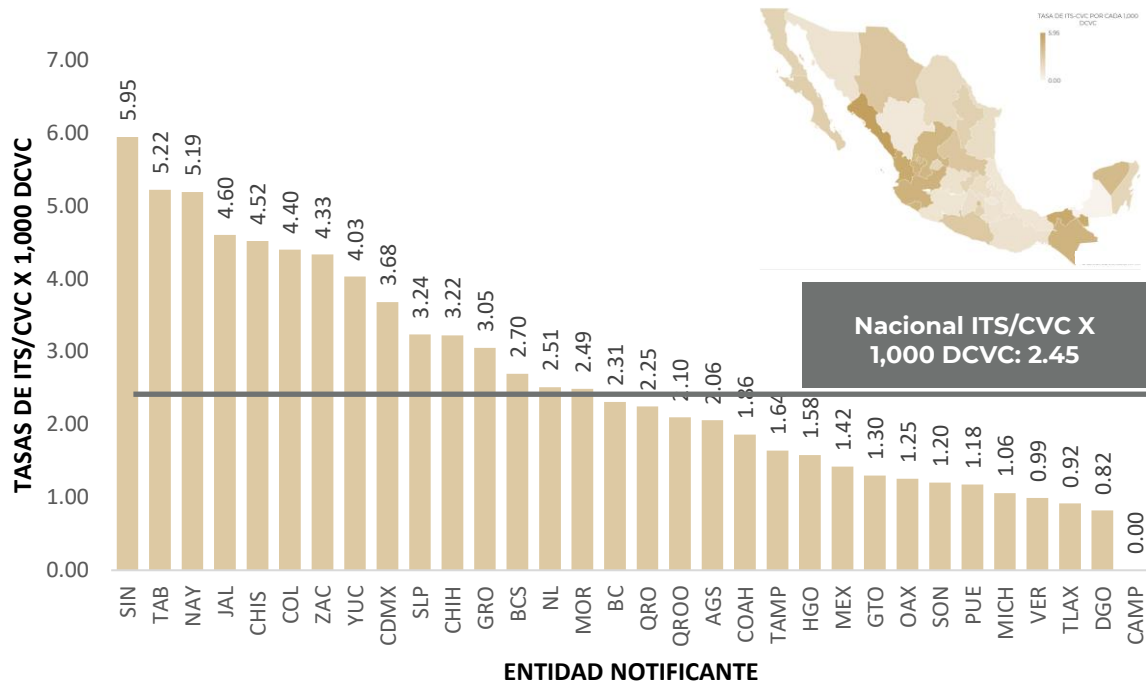 TASA DE ITS-CVC POR CADA 1,000
DCVC
5.95
0.00
7.00
6.00
5.00
4.00
3.00
2.00
1.00
0.00
TASAS DE ITS/CVC X 1,000 DCVC
5.95
5.22
5.19
4.60
4.52
4.40
4.33
4.03
3.68
3.24
3.22
3.05
2.70
2.51
2.49
2.31
2.25
2.10
2.06
1.86
1.64
1.58
1.42
1.30
1.25
1.20
1.18
1.06
0.99
0.92
0.82
0.00
Nacional ITS/CVC X
1,000 DCVC: 2.45
SIN
TAB
NAY
JAL
CHIS
COL
ZAC
YUC
CDMX
SLP
CHIH
GRO
BCS
NL
MOR
BC
QRO
QROO
AGS
COAH
TAMP
HGO
MEX
GTO
OAX
SON
PUE
MICH
VER
TLAX
DGO
CAMP
ENTIDAD NOTIFICANTE